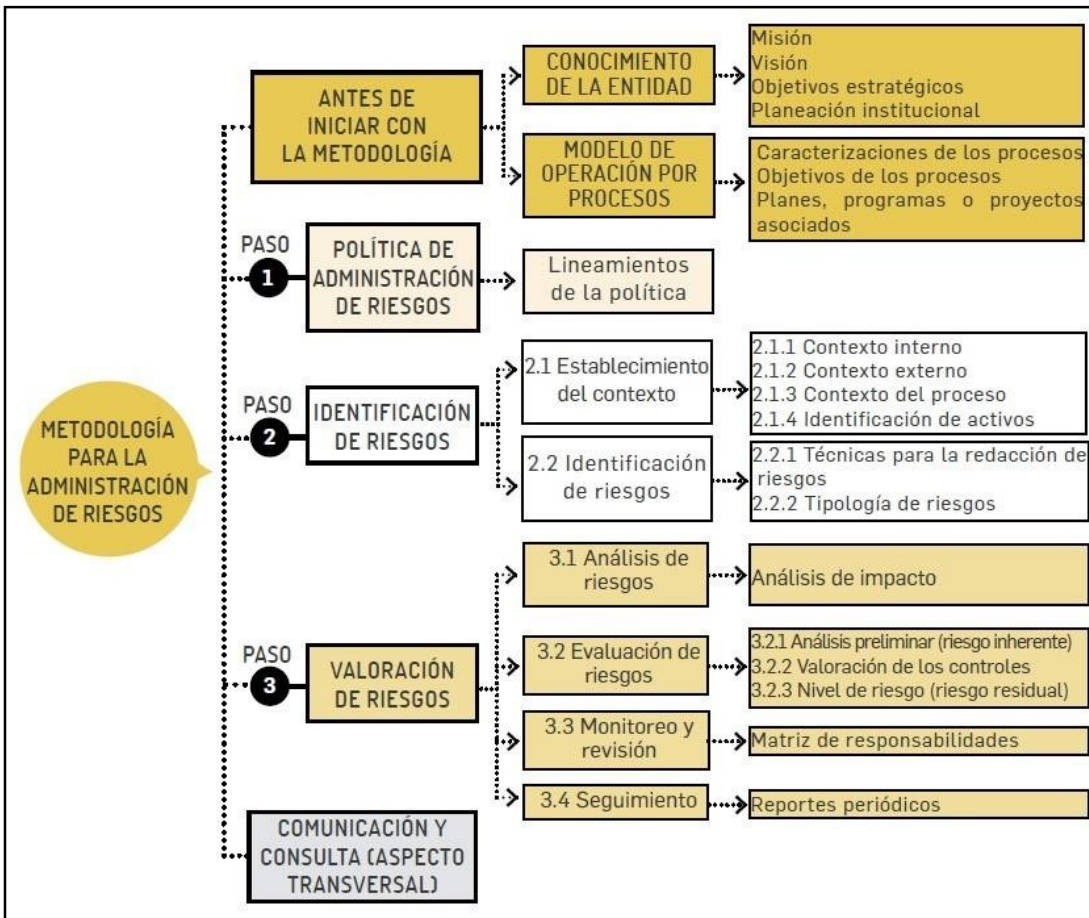 METODOLOGÍA
PARA LA
ADMINISTRACIÓN
DE RIESGOS
ANTES DE
INICIAR CON
LA METODOLOGÍA
CONOCIMIENTO
DE LA ENTIDAD
Misión
Visión
Objetivos estratégicos
Planeación institucional
MODELO DE
OPERACIÓN POR
PROCESOS
Caracterizaciones de los procesos
Objetivos de los procesos
Planes, programas o proyectos
asociados
PASO
1
POLÍTICA DE
ADMINISTRACIÓN
DE RIESGOS
Lineamientos
de la política
PASO
2
IDENTIFICACIÓN
DE RIESGOS
2.1 Establecimiento
del contexto
2.1.1 Contexto interno
2.1.2 Contexto externo
2.1.3 Contexto del proceso
2.1.4 Identificación de activos
2.2 Identificación
de riesgos
2.2.1 Técnicas para la redacción de
riesgos
2.2.2 Tipología de riesgos
PASO
3
VALORACIÓN
DE RIESGOS
3.1 Análisis de
riesgos
Análisis de impacto
3.2 Evaluación de
riesgos
3.2.1 Análisis preliminar (riesgo inherente)
3.2.2 Valoración de los controles
3.2.3 Nivel de riesgo (riesgo residual)
3.3 Monitoreo y
revisión
Matriz de responsabilidades
3.4 Seguimiento
Reportes periódicos
COMUNICACIÓN Y
CONSULTA (ASPECTO
TRANSVERSAL)